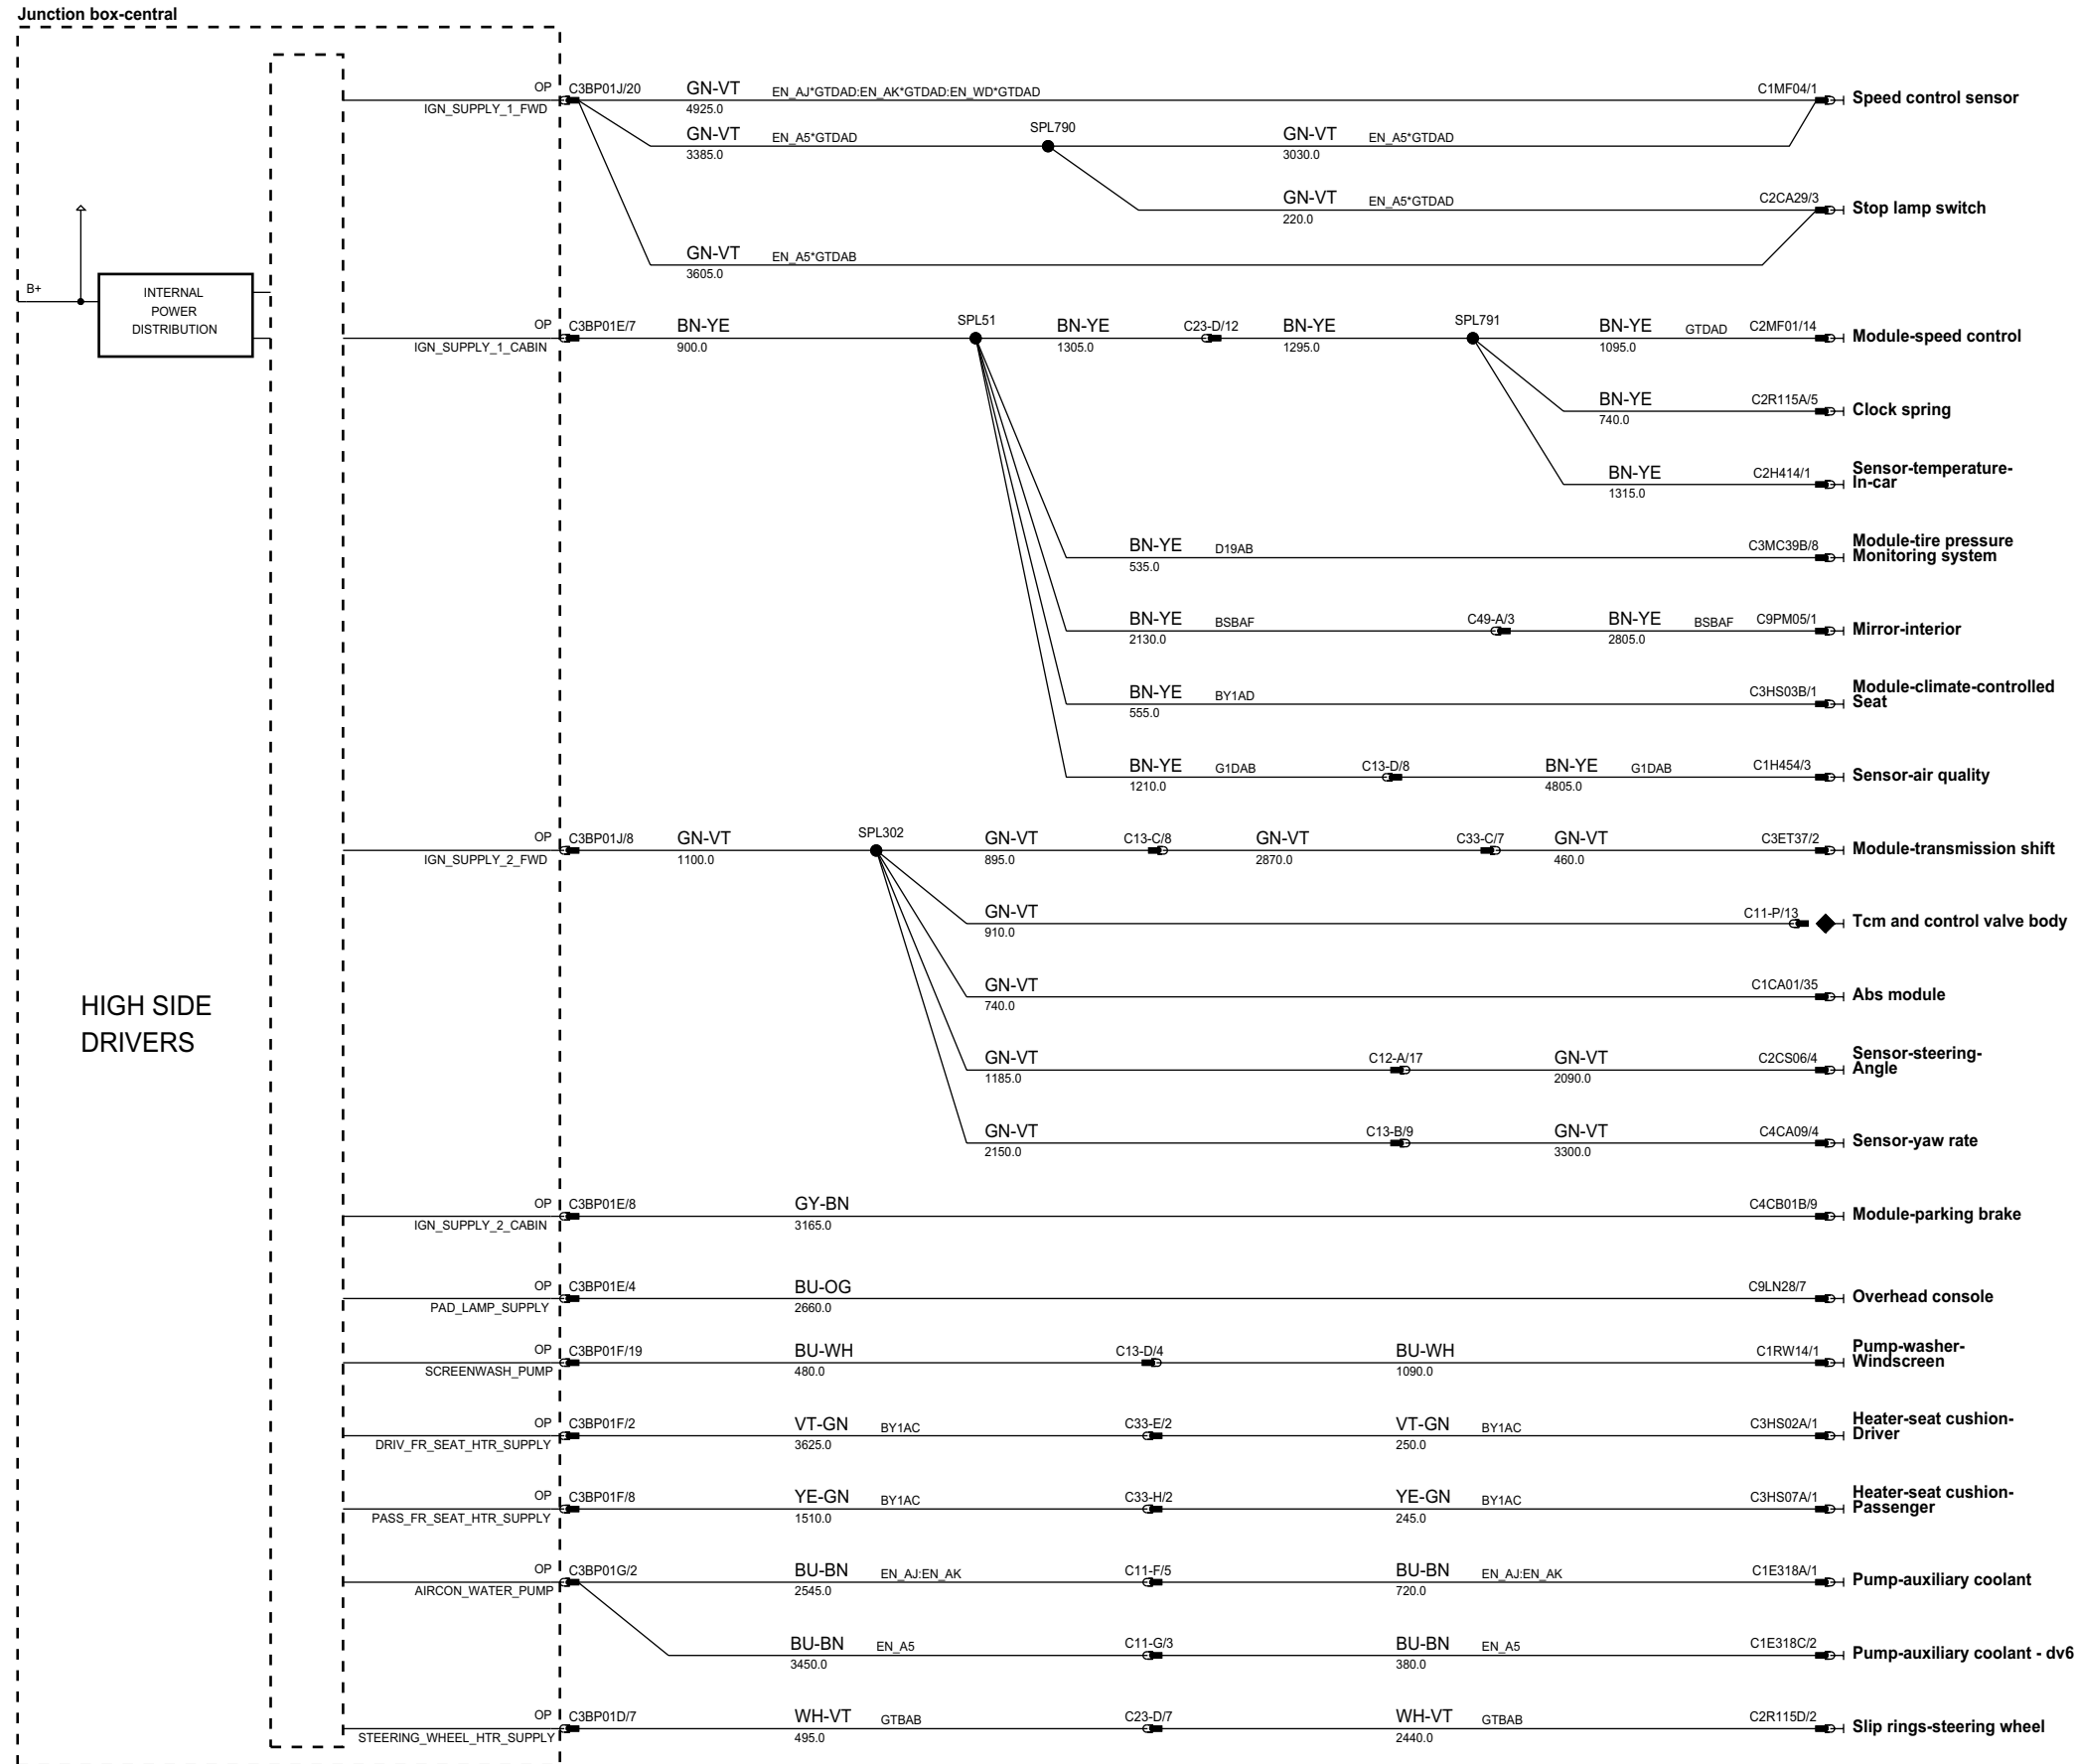 Junction box-central
OP C3BP01J/20 GN-VT EN_AJ*GTDAD:EN_AK*GTDAD:EN_WD*GTDAD C1MF04/1 Speed control sensor
IGN_SUPPLY_1_FWD 4925.0
GN-VT EN_A5*GTDAD SPL790 GN-VT EN_A5*GTDAD
3385.0 3030.0
GN-VT EN_A5*GTDAD C2CA29/3 Stop lamp switch
220.0
GN-VT EN_A5*GTDAB
3605.0
B+
INTERNAL
POWER
DISTRIBUTION
OP C3BP01E/7 BN-YE SPL51 BN-YE C23-D/12 BN-YE SPL791 BN-YE GTDAD C2MF01/14 Module-speed control
IGN_SUPPLY_1_CABIN 900.0 1305.0 1295.0 1095.0
BN-YE C2R115A/5 Clock spring
740.0
BN-YE C2H414/1 Sensor-temperature-
In-car
1315.0
BN-YE D19AB C3MC39B/8 Module-tire pressure
Monitoring system
535.0
BN-YE BSBAF C49-A/3 BN-YE BSBAF C9PM05/1 Mirror-interior
2130.0 2805.0
BN-YE BY1AD C3HS03B/1 Module-climate-controlled
Seat
555.0
BN-YE G1DAB C13-D/8 BN-YE G1DAB C1H454/3 Sensor-air quality
1210.0 4805.0
OP C3BP01J/8 GN-VT SPL302 GN-VT C13-C/8 GN-VT C33-C/7 GN-VT C3ET37/2 Module-transmission shift
IGN_SUPPLY_2_FWD 1100.0 895.0 2870.0 460.0
GN-VT C11-P/13 Tcm and control valve body
910.0
HIGH SIDE
DRIVERS
GN-VT C1CA01/35 Abs module
740.0
GN-VT C12-A/17 GN-VT C2CS06/4 Sensor-steering-
Angle
1185.0 2090.0
GN-VT C13-B/9 GN-VT C4CA09/4 Sensor-yaw rate
2150.0 3300.0
OP C3BP01E/8 GY-BN C4CB01B/9 Module-parking brake
IGN_SUPPLY_2_CABIN 3165.0
OP C3BP01E/4 BU-OG C9LN28/7 Overhead console
PAD_LAMP_SUPPLY 2660.0
OP C3BP01F/19 BU-WH C13-D/4 BU-WH C1RW14/1 Pump-washer-
Windscreen
SCREENWASH_PUMP 480.0 1090.0
OP C3BP01F/2 VT-GN BY1AC C33-E/2 VT-GN BY1AC C3HS02A/1 Heater-seat cushion-
Driver
DRIV_FR_SEAT_HTR_SUPPLY 3625.0 250.0
OP C3BP01F/8 YE-GN BY1AC C33-H/2 YE-GN BY1AC C3HS07A/1 Heater-seat cushion-
Passenger
PASS_FR_SEAT_HTR_SUPPLY 1510.0 245.0
OP C3BP01G/2 BU-BN EN_AJ:EN_AK C11-F/5 BU-BN EN_AJ:EN_AK C1E318A/1 Pump-auxiliary coolant
AIRCON_WATER_PUMP 2545.0 720.0
BU-BN EN_A5 C11-G/3 BU-BN EN_A5 C1E318C/2 Pump-auxiliary coolant - dv6
3450.0 380.0
OP C3BP01D/7 WH-VT GTBAB C23-D/7 WH-VT GTBAB C2R115D/2 Slip rings-steering wheel
STEERING_WHEEL_HTR_SUPPLY 495.0 2440.0